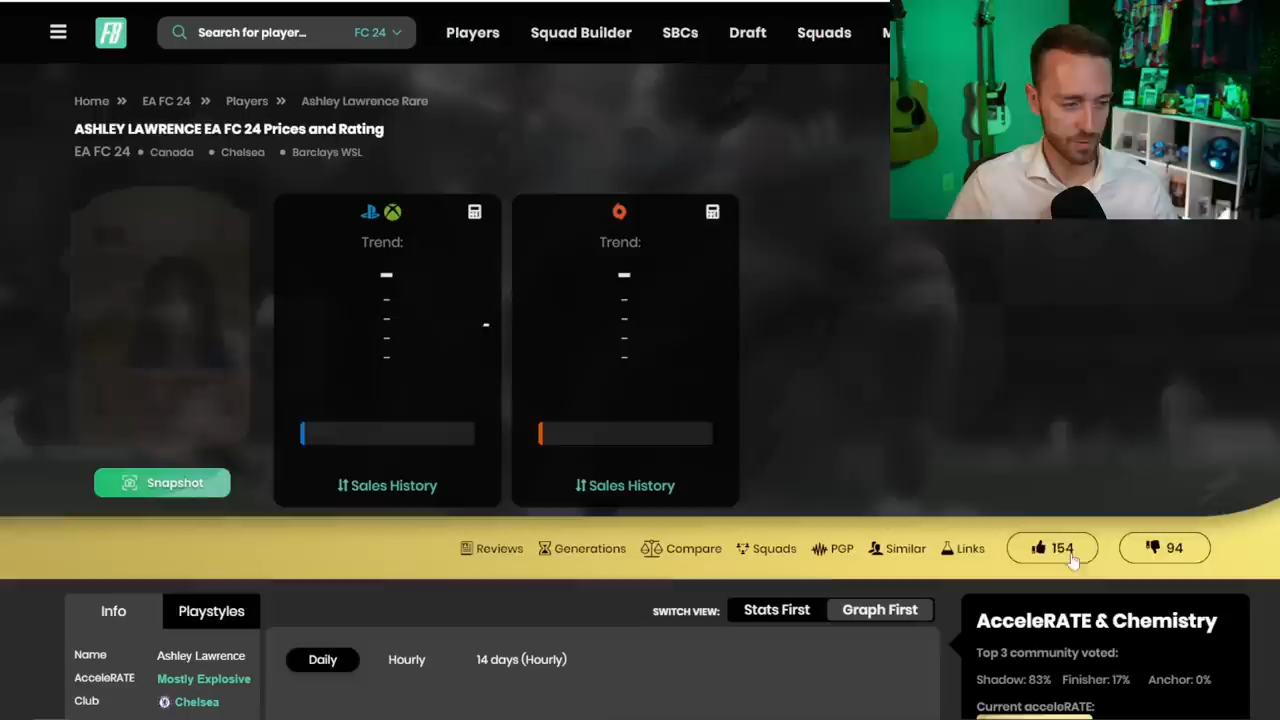 FB
Search for player...
FC 24
Players
Squad Builder
SBCs
Draft
Squads
M
Home » EA FC 24 » Players » Ashley Lawrence Rare
ASHLEY LAWRENCE EA FC 24 Prices and Rating
EA FC 24 • Canada • Chelsea • Barclays WSL
Trend:
Trend:
Sales History
Sales History
Snapshot
Reviews
Generations
Compare
Squads
PGP
Similar
Links
154
94
Info
Playstyles
SWITCH VIEW:
Stats First
Graph First
AcceleRATE & Chemistry
Name Ashley Lawrence
Daily
Hourly
14 days (Hourly)
Top 3 community voted:
AcceleRATE Mostly Explosive
Shadow: 83% Finisher: 17% Anchor: 0%
Club Chelsea
Current acceleRATE: